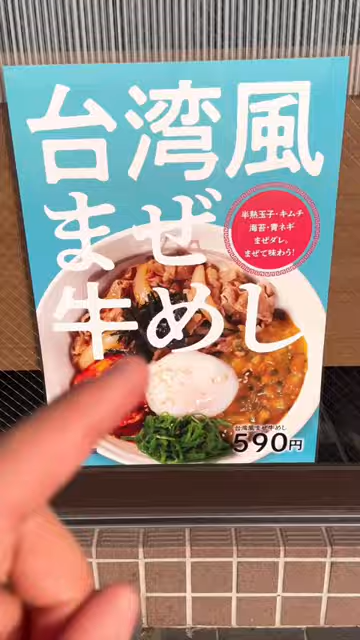 台湾風
まぜ
牛めし
半熟玉子・キムチ
海苔・青ネギ
まぜダレ。
まぜて味わう！
台湾風まぜ牛めし
590円